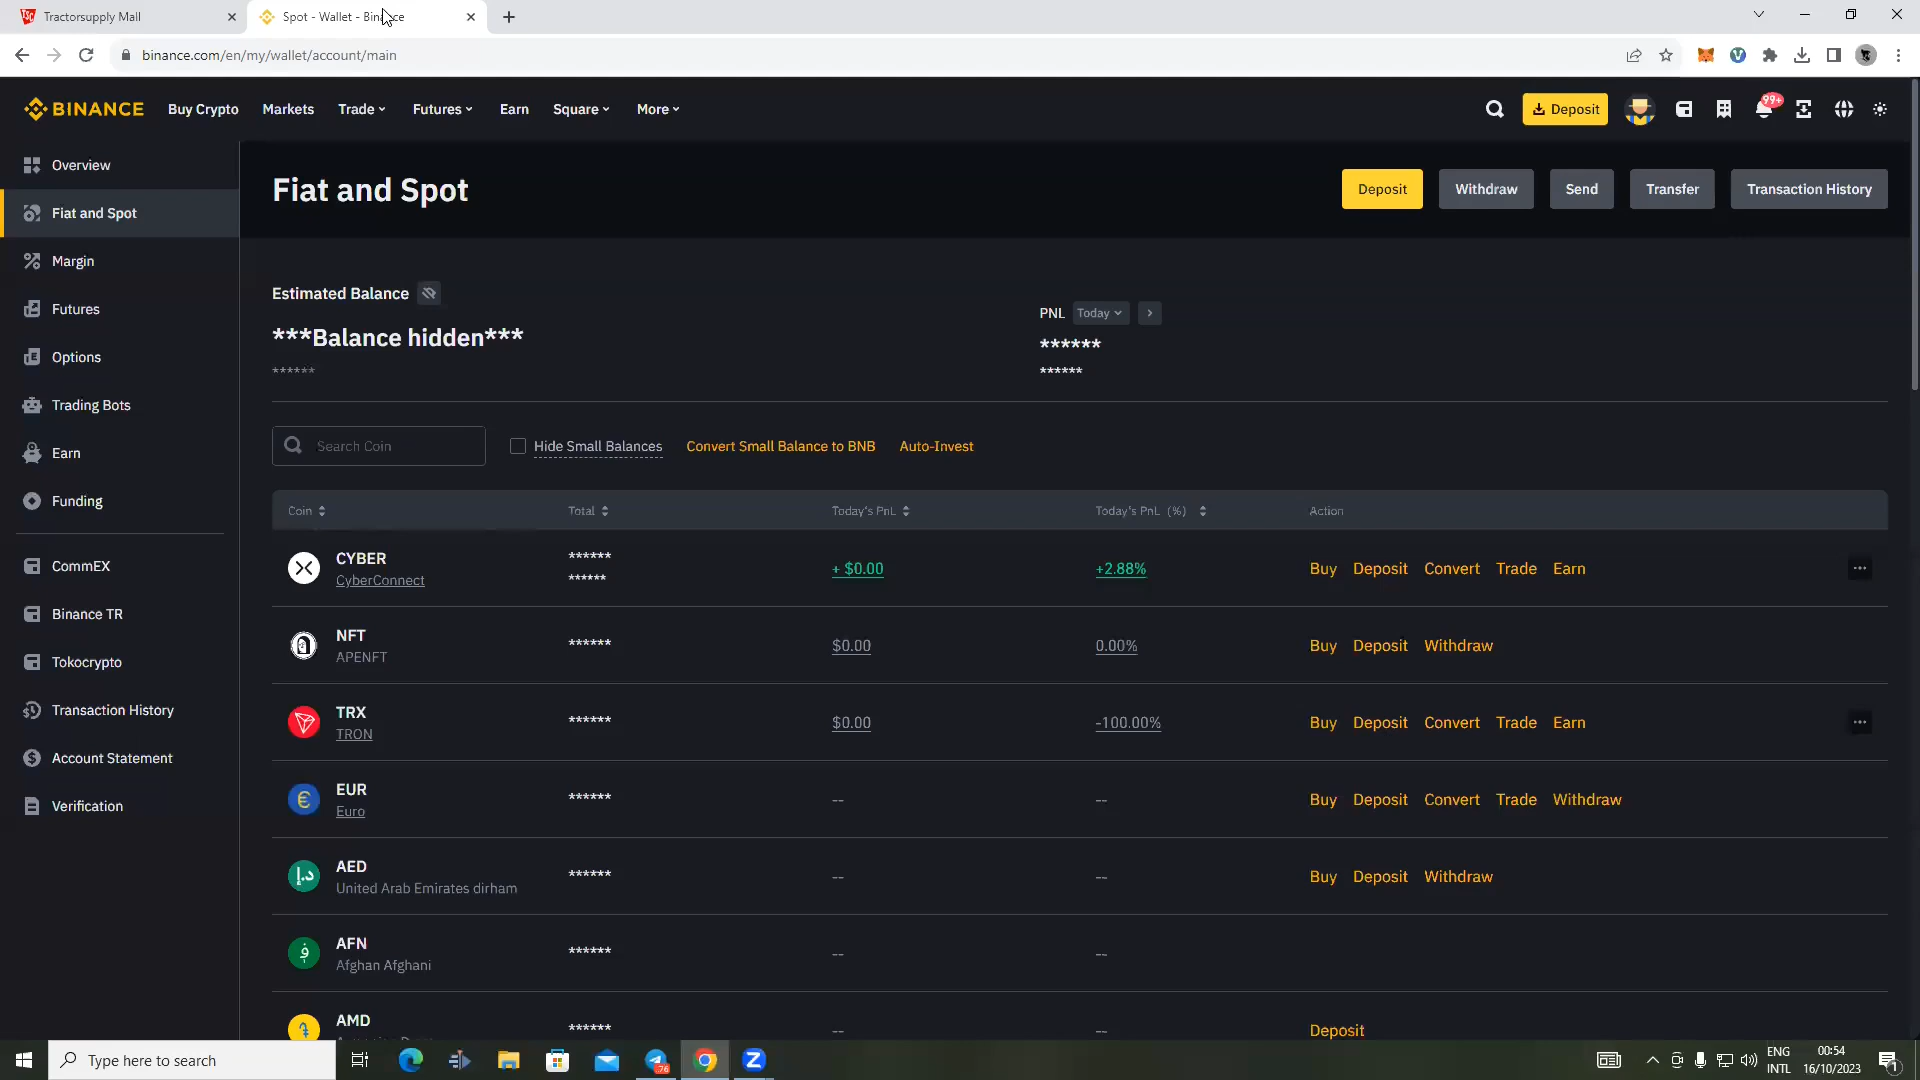 Tractorsupply Mall
Spot - Wallet - Binance
binance.com/en/my/wallet/account/main
BINANCE Buy Crypto Markets Trade Futures Earn Square More Deposit 99+
Overview
Fiat and Spot
Margin
Futures
Options
Trading Bots
Earn
Funding
CommEX
Binance TR
Tokocrypto
Transaction History
Account Statement
Verification
Fiat and Spot
Deposit Withdraw Send Transfer Transaction History
Estimated Balance
***Balance hidden***
******
PNL Today
******
******
Search Coin Hide Small Balances Convert Small Balance to BNB Auto-Invest
Coin Total Today's PnL Today's PnL (%) Action
CYBER ****** + $0.00 +2.88% Buy Deposit Convert Trade Earn
CyberConnect ******
NFT ****** $0.00 0.00% Buy Deposit Withdraw
APENFT
TRX ****** $0.00 -100.00% Buy Deposit Convert Trade Earn
TRON
EUR ****** -- -- Buy Deposit Convert Trade Withdraw
Euro
AED ****** -- -- Buy Deposit Withdraw
United Arab Emirates dirham
AFN ****** -- --
Afghan Afghani
AMD ****** -- -- Deposit
Type here to search
.76
ENG
INTL
00:54
16/10/2023
1